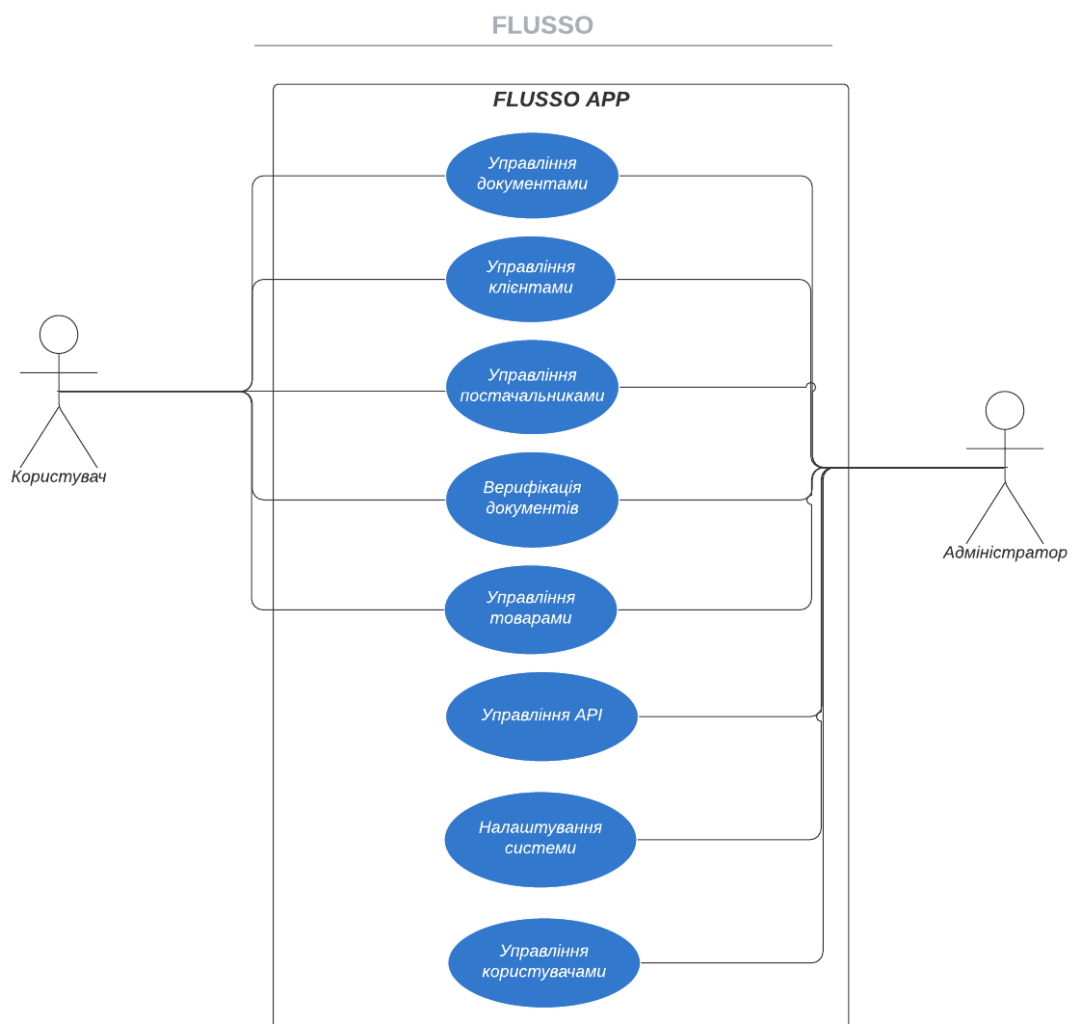 FLUSSO
FLUSSO APP
Управління
документами
Управління
клієнтами
Управління
постачальниками
Користувач
Верифікація
документів
Адміністратор
Управління
товарами
Управління API
Налаштування
системи
Управління
користувачами